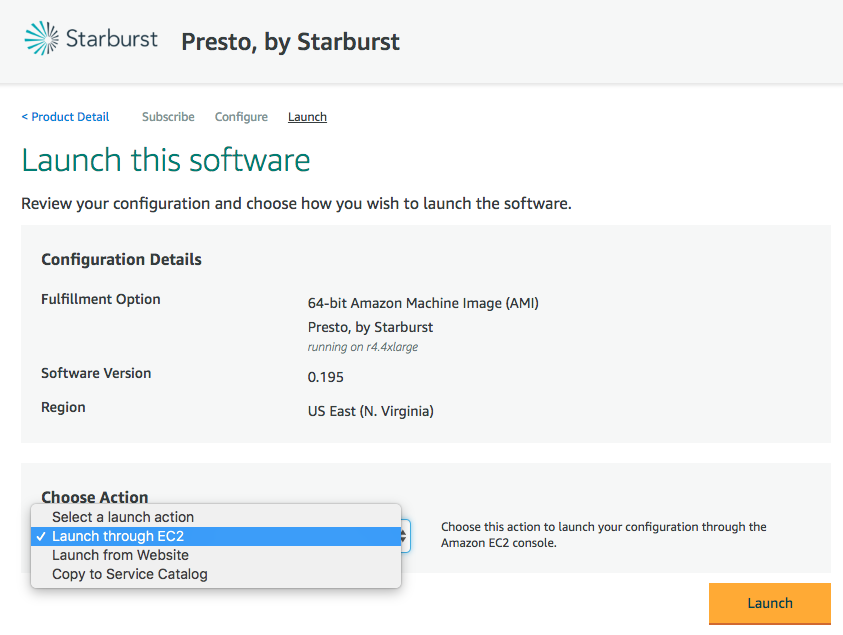 Starburst Presto, by Starburst
< Product Detail Subscribe Configure Launch
Launch this software
Review your configuration and choose how you wish to launch the software.
Configuration Details
Fulfillment Option
64-bit Amazon Machine Image (AMI)
Presto, by Starburst
running on r4.4xlarge
Software Version
0.195
Region
US East (N. Virginia)
Choose Action
Select a launch action
✓ Launch through EC2
Launch from Website
Copy to Service Catalog
Choose this action to launch your configuration through the
Amazon EC2 console.
Launch